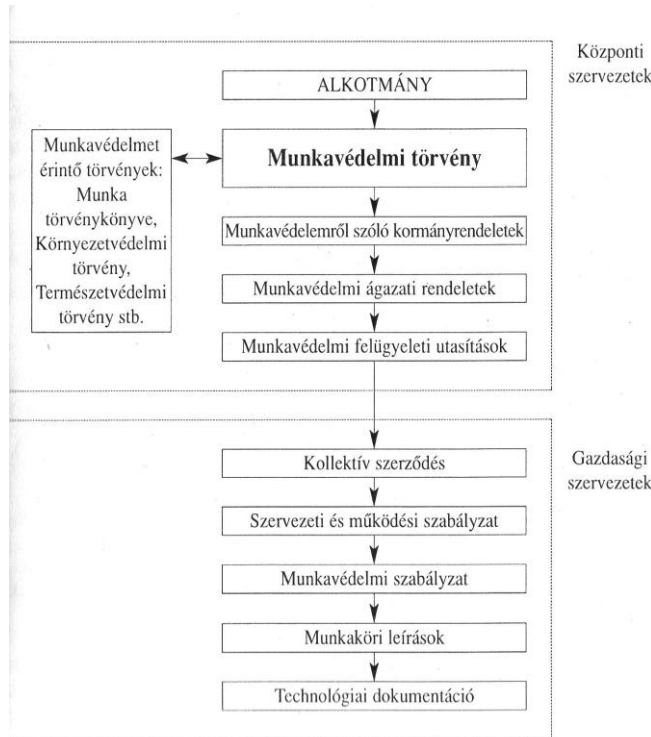 Központi
szervezetek
ALKOTMÁNY
Munkavédelmet
érintő törvények:
Munka
törvénykönyve,
Környezetvédelmi
törvény,
Természetvédelmi
törvény stb.
Munkavédelmi törvény
Munkavédelemről szóló kormányrendeletek
Munkavédelmi ágazati rendeletek
Munkavédelmi felügyeleti utasítások
Gazdasági
szervezetek
Kollektív szerződés
Szervezeti és működési szabályzat
Munkavédelmi szabályzat
Munkaköri leírások
Technológiai dokumentáció